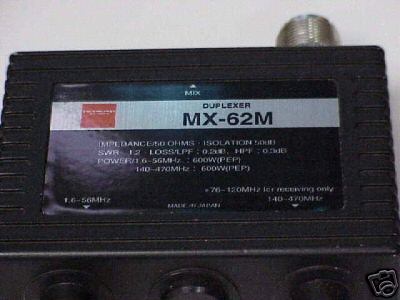 MIX
DUPLEXER
MX-62M
IMPEDANCE/50 OHMS · ISOLATION 50dB
SWR 1.2 LOSS/LPF : 0.2dB, HPF : 0.3dB
POWER/1.6~56MHz : 600W(PEP)
140~470MHz : 600W(PEP)
*76~120MHz for receiving only
1.6~56MHz
140~470MHz
MADE IN JAPAN
eBay